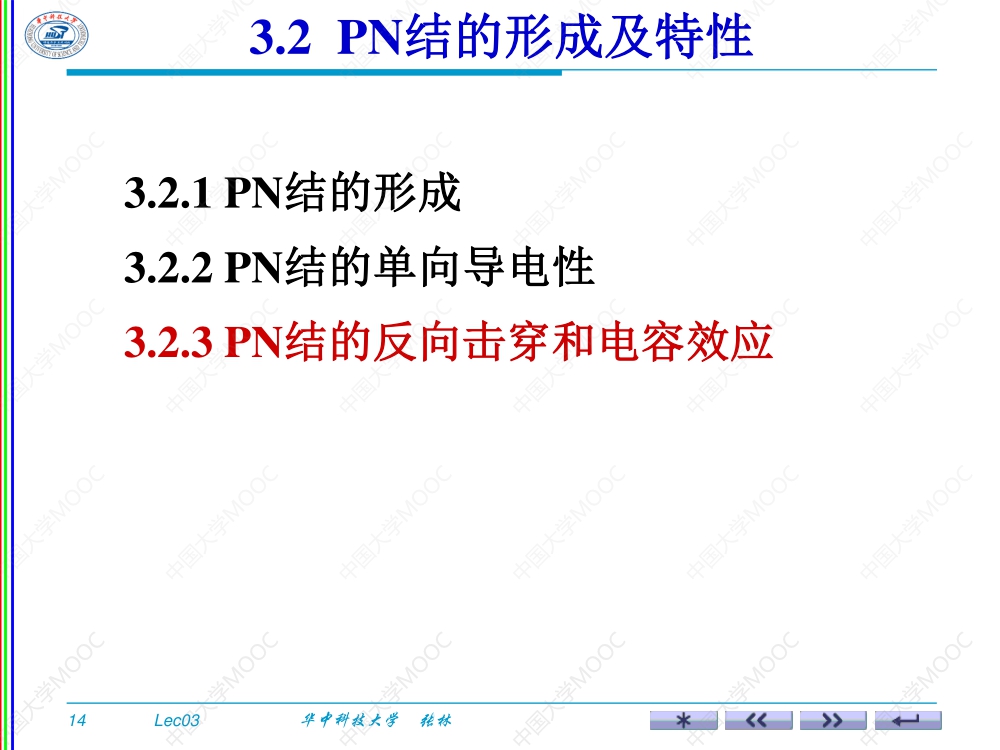 3.2 PN结的形成及特性
3.2.1 PN结的形成
3.2.2 PN结的单向导电性
3.2.3 PN结的反向击穿和电容效应
14 Lec03 华中科技大学 张林
中国大学MOOC